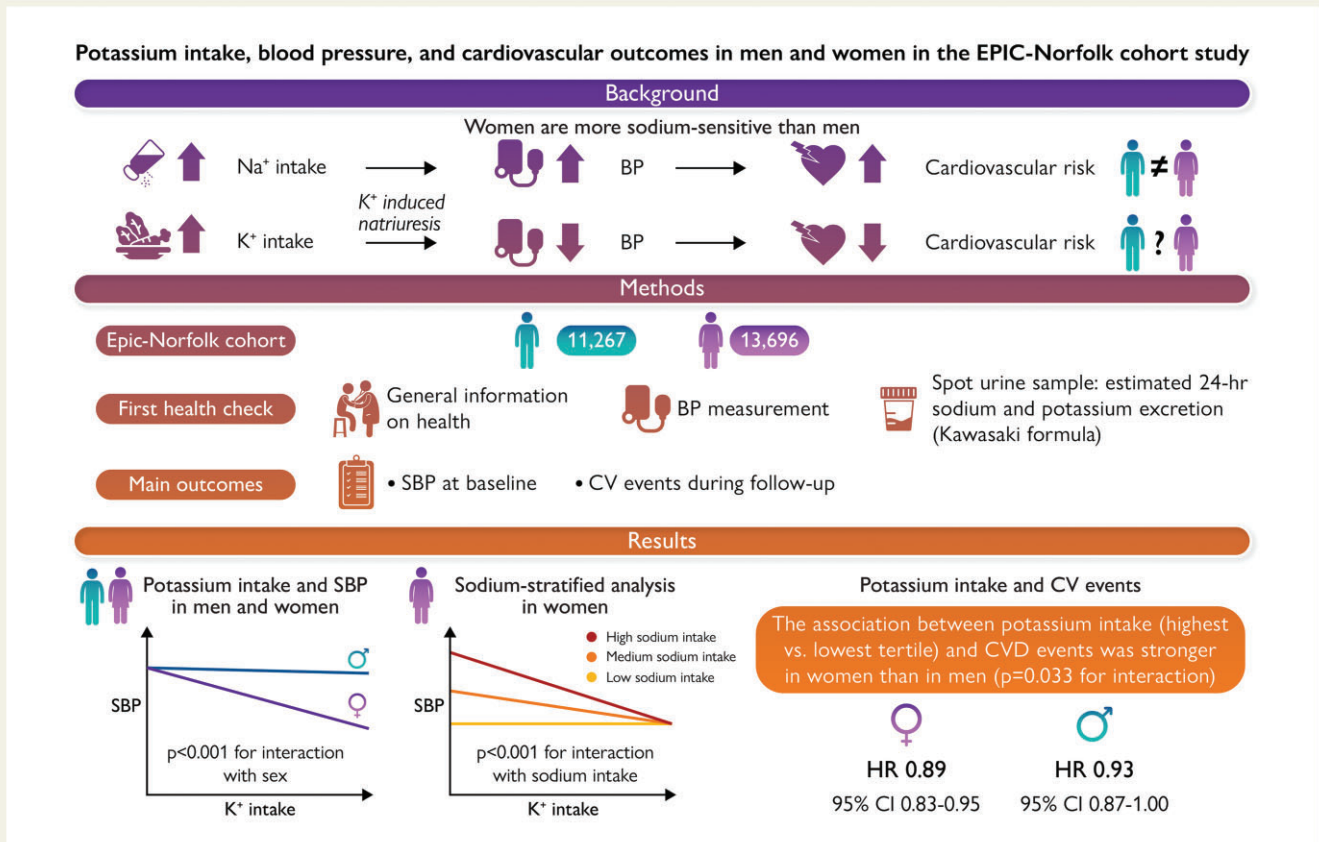 Potassium intake, blood pressure, and cardiovascular outcomes in men and women in the EPIC-Norfolk cohort study
Background
Women are more sodium-sensitive than men
Na⁺ intake
BP
Cardiovascular risk
≠
K⁺ induced
natriuresis
K⁺ intake
BP
Cardiovascular risk
?
Methods
Epic-Norfolk cohort
11,267
13,696
First health check
General information
on health
BP measurement
Spot urine sample: estimated 24-hr
sodium and potassium excretion
(Kawasaki formula)
Main outcomes
• SBP at baseline
• CV events during follow-up
Results
Potassium intake and SBP
in men and women
SBP
♂
♀
p<0.001 for interaction
with sex
K⁺ intake
Sodium-stratified analysis
in women
High sodium intake
Medium sodium intake
Low sodium intake
SBP
p<0.001 for interaction
with sodium intake
K⁺ intake
Potassium intake and CV events
The association between potassium intake (highest
vs. lowest tertile) and CVD events was stronger
in women than in men (p=0.033 for interaction)
♀
HR 0.89
95% CI 0.83-0.95
♂
HR 0.93
95% CI 0.87-1.00